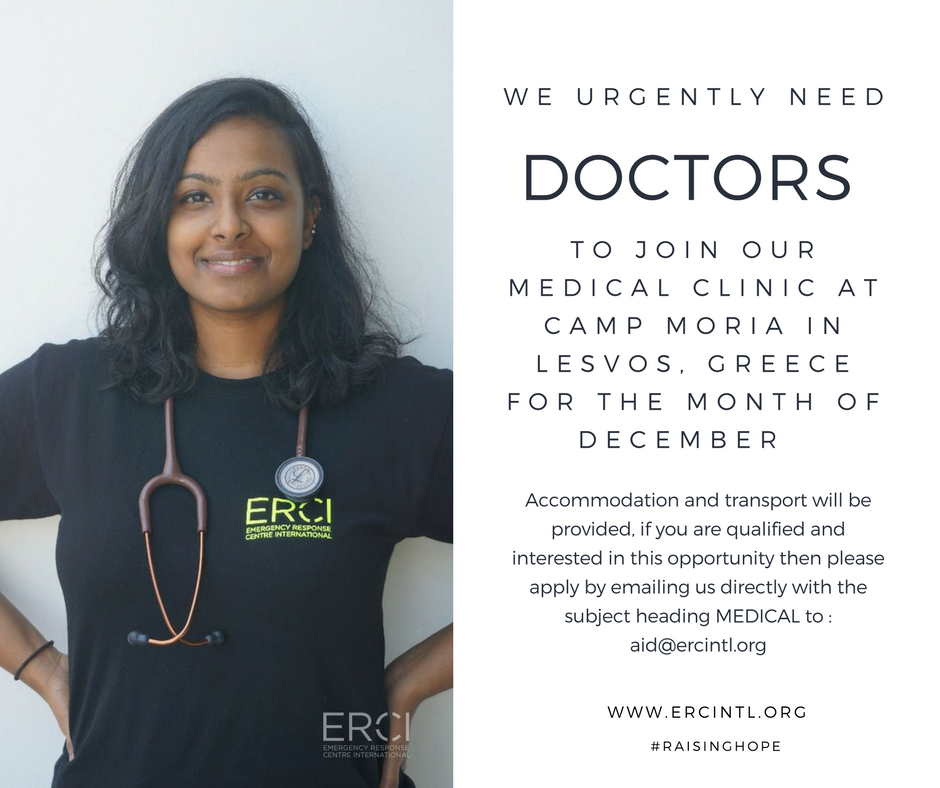 WE URGENTLY NEED
DOCTORS
TO JOIN OUR
MEDICAL CLINIC AT
CAMP MORIA IN
LESVOS, GREECE
FOR THE MONTH OF
DECEMBER
Accommodation and transport will be
provided, if you are qualified and
interested in this opportunity then please
apply by emailing us directly with the
subject heading MEDICAL to :
aid@ercintl.org
WWW.ERCINTL.ORG
#RAISINGHOPE
ERCI
EMERGENCY RESPONSE
CENTRE INTERNATIONAL
ERCI
EMERGENCY RESPONSE
CENTRE INTERNATIONAL